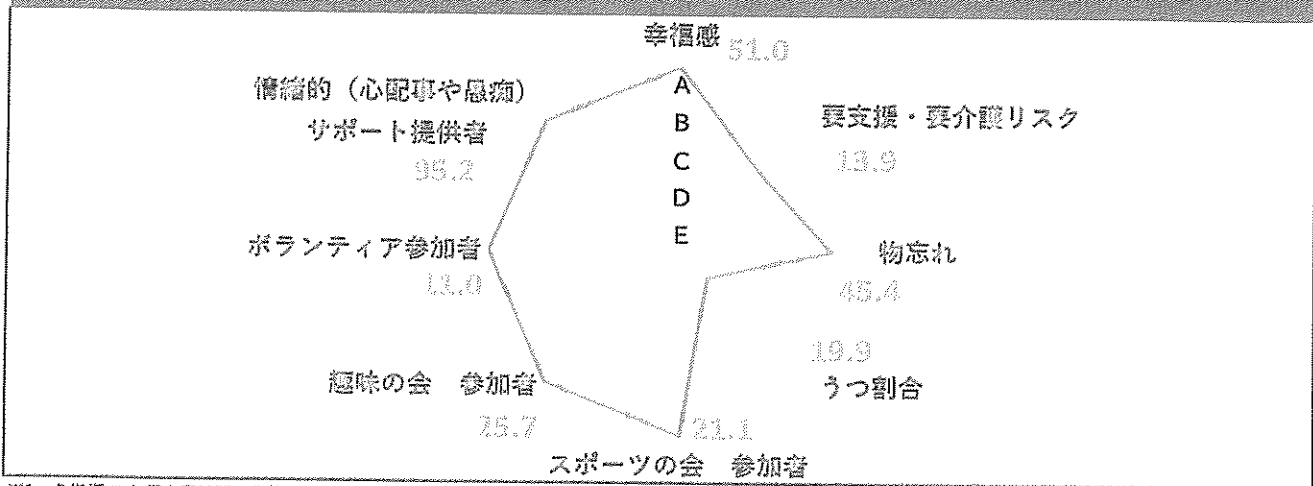 幸福感
51.0
情緒的（心配事や愚痴）
サポート提供者
95.2
A
B
C
D
E
要支援・要介護リスク
13.9
物忘れ
45.4
ボランティア参加者
11.0
19.9
うつ割合
趣味の会 参加者
25.7
21.1
スポーツの会 参加者